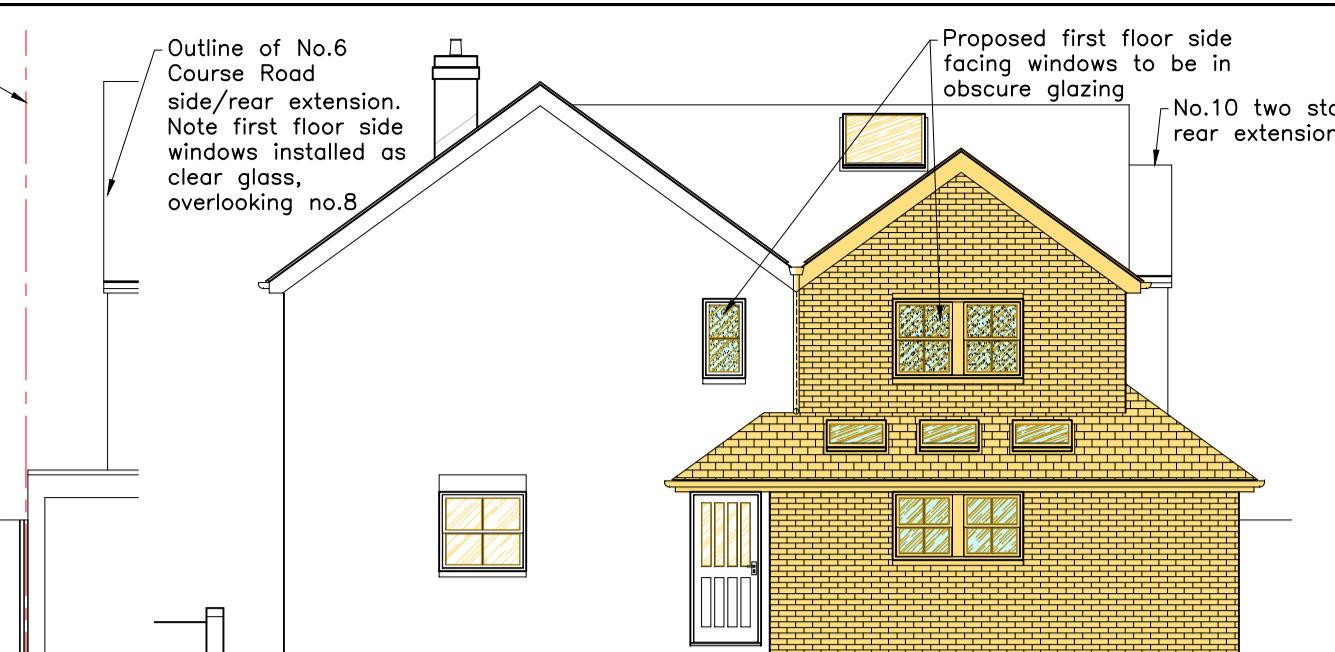 Outline of No.6
Course Road
side/rear extension.
Note first floor side
windows installed as
clear glass,
overlooking no.8
Proposed first floor side
facing windows to be in
obscure glazing
No.10 two
rear extension